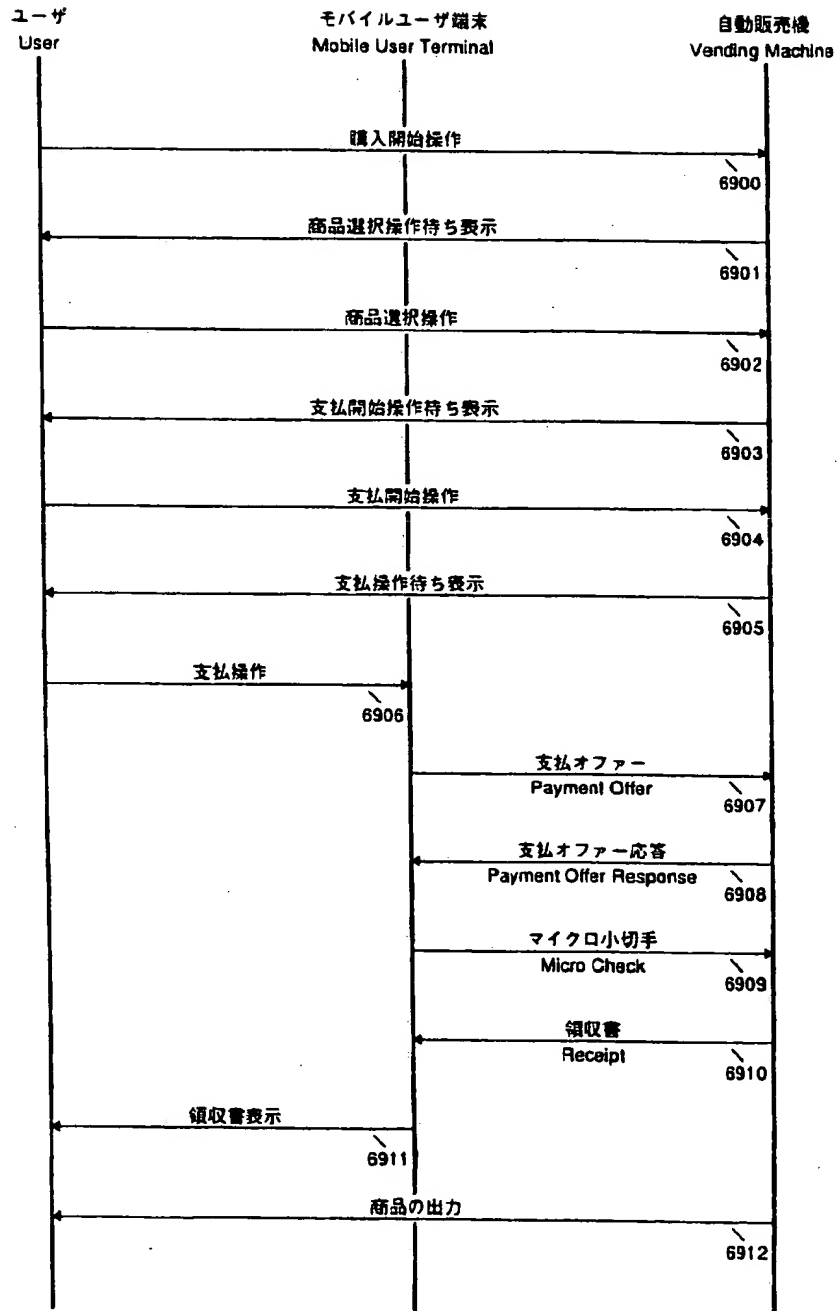 ユーザ
User
モバイルユーザ端末
Mobile User Terminal
自動販売機
Vending Machine
購入開始操作
6900
商品選択操作待ち表示
6901
商品選択操作
6902
支払開始操作待ち表示
6903
支払開始操作
6904
支払操作待ち表示
6905
支払操作
6906
支払オファー
Payment Offer
6907
支払オファー応答
Payment Offer Response
6908
マイクロ小切手
Micro Check
6909
領収書
Receipt
6910
領収書表示
6911
商品の出力
6912